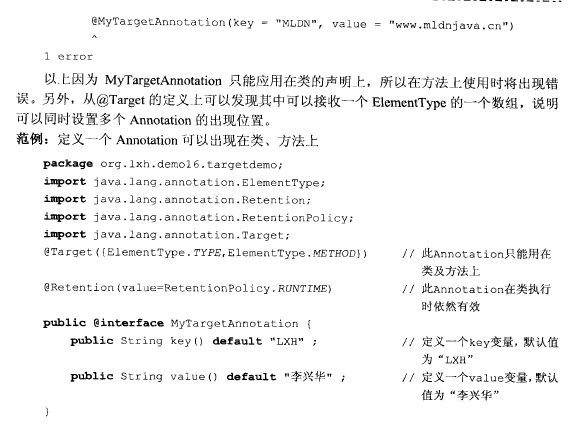 @MyTargetAnnotation(key = "MLDN", value = "www.mldnjava.cn")
^
1 error
以上因为 MyTargetAnnotation 只能应用在类的声明上，所以在方法上使用时将出现错
误。另外，从@Target 的定义上可以发现其中可以接收一个 ElementType 的一个数组，说明
可以同时设置多个 Annotation 的出现位置。
范例：定义一个 Annotation 可以出现在类、方法上
package org.lxh.demo16.targetdemo;
import java.lang.annotation.ElementType;
import java.lang.annotation.Retention;
import java.lang.annotation.RetentionPolicy;
import java.lang.annotation.Target;
@Target({ElementType.TYPE,ElementType.METHOD}) // 此Annotation只能用在
类及方法上
@Retention(value=RetentionPolicy.RUNTIME) // 此Annotation在类执行
时依然有效
public @interface MyTargetAnnotation {
public String key() default "LXH" ; // 定义一个key变量，默认值
为“LXH”
public String value() default "李兴华" ; // 定义一个value变量，默认
值为“李兴华”
}